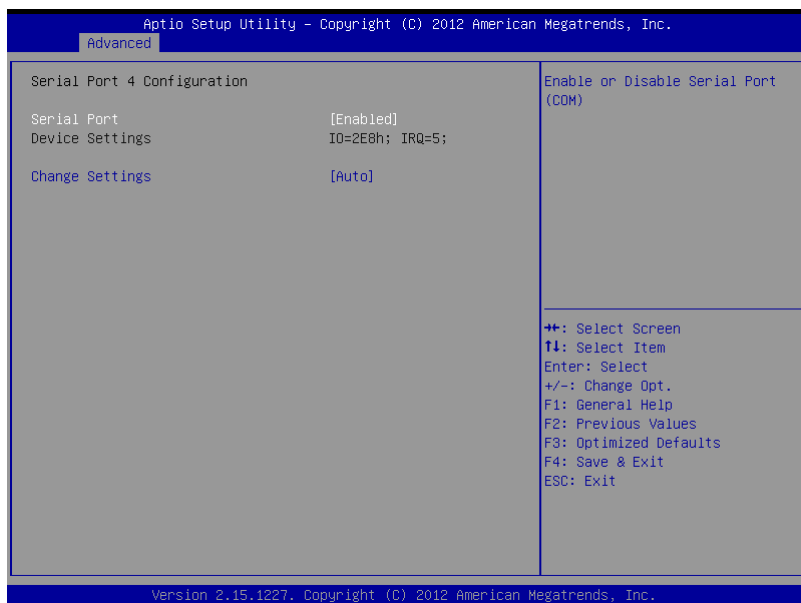 Aptio Setup Utility – Copyright (C) 2012 American Megatrends, Inc.
Advanced
Serial Port 4 Configuration
Serial Port [Enabled]
Device Settings IO=2E8h; IRQ=5;
Change Settings [Auto]
Enable or Disable Serial Port
(COM)
→←: Select Screen
↑↓: Select Item
Enter: Select
+/-: Change Opt.
F1: General Help
F2: Previous Values
F3: Optimized Defaults
F4: Save & Exit
ESC: Exit
Version 2.15.1227. Copyright (C) 2012 American Megatrends, Inc.